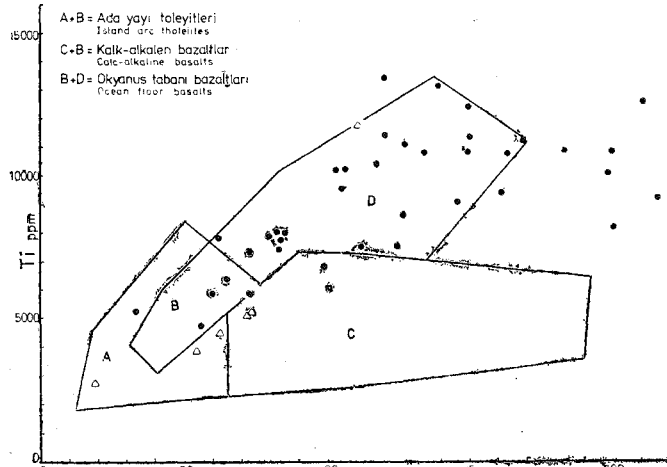 15000
A+B = Ada yayı toleyitleri
Island arc tholeiites
C+B = Kalk-alkalen bazaltlar
Calc-alkaline basalts
B+D = Okyanus tabanı bazaltları
Ocean floor basalts
10000
D
Ti ppm
B
5000
C
A
0